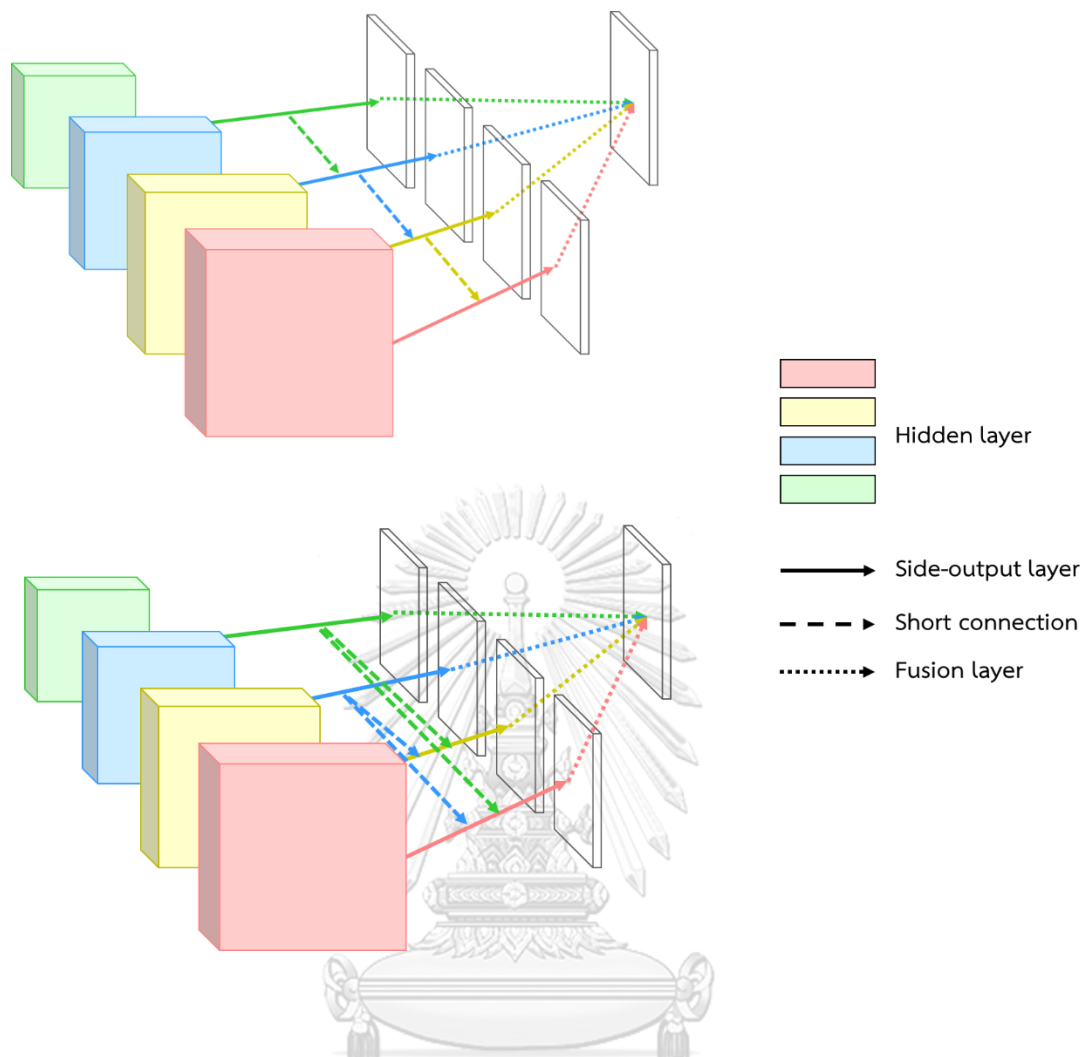 Hidden layer
Side-output layer
Short connection
Fusion layer